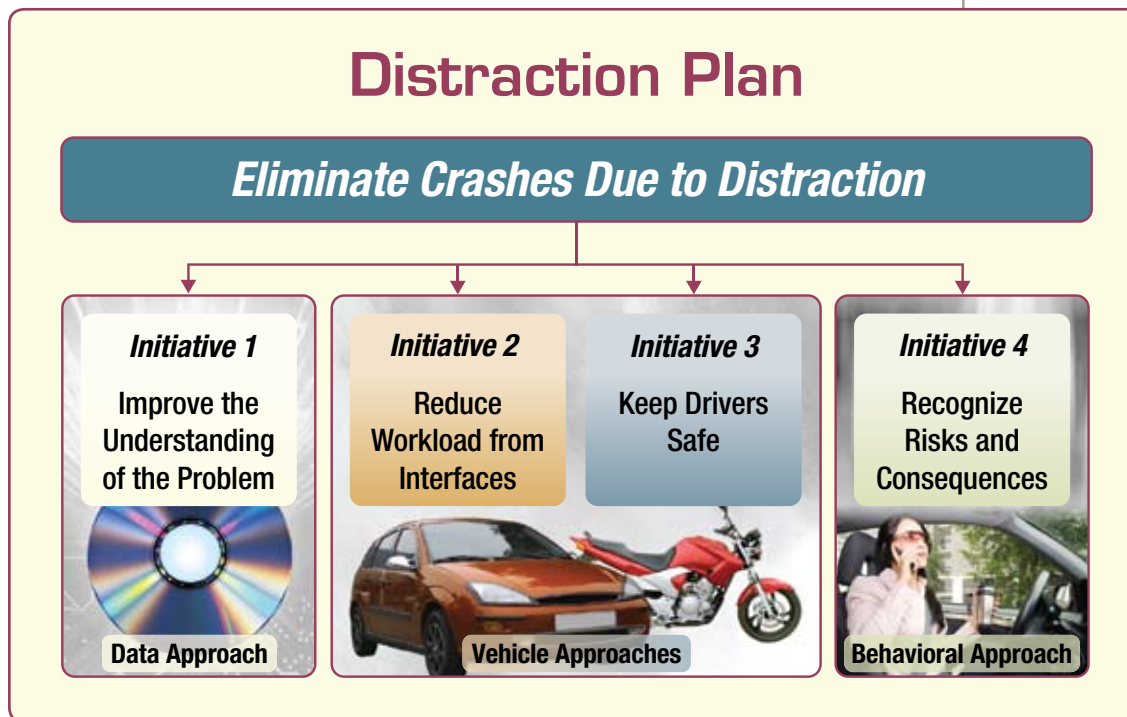 Distraction Plan
Eliminate Crashes Due to Distraction
Initiative 1
Improve the
Understanding
of the Problem
Data Approach
Initiative 2
Reduce
Workload from
Interfaces
Initiative 3
Keep Drivers
Safe
Vehicle Approaches
Initiative 4
Recognize
Risks and
Consequences
Behavioral Approach